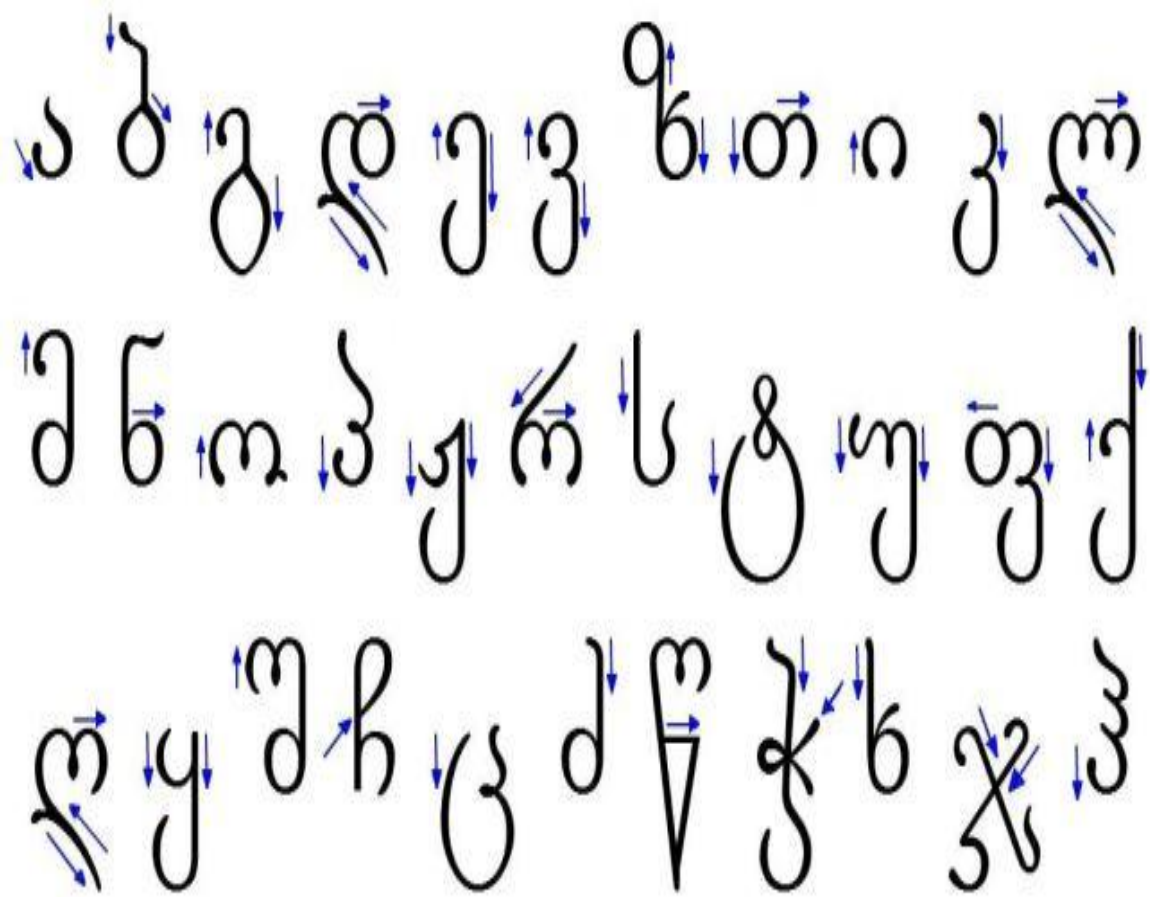 ა ბ გ დ ე ვ ზ თ ი კ ლ
მ ნ ო პ ჟ რ ს ტ უ ფ ქ
ღ ყ შ ჩ ც ძ წ ჭ ხ ჯ ჰ